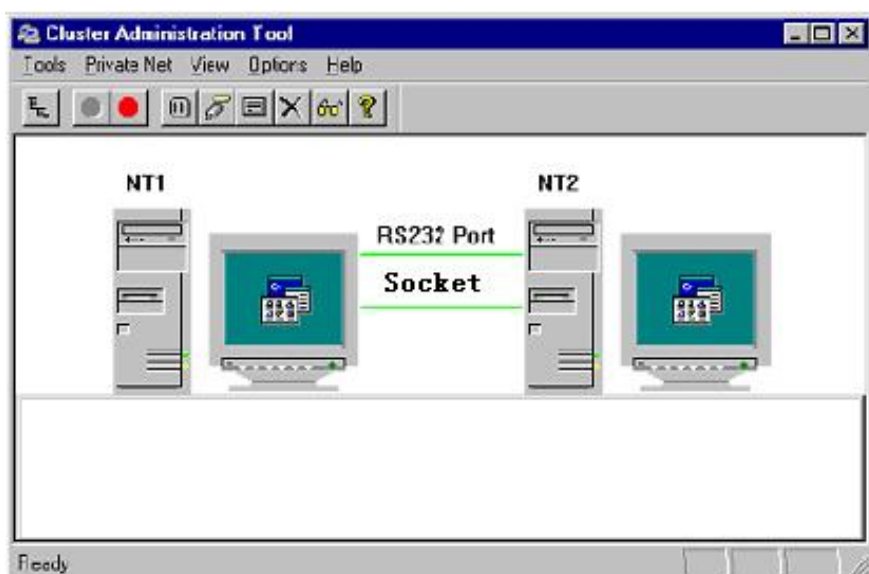 Cluster Administration Tool
Tools Private Net View Options Help
NT1 NT2
RS232 Port
Socket
Ready